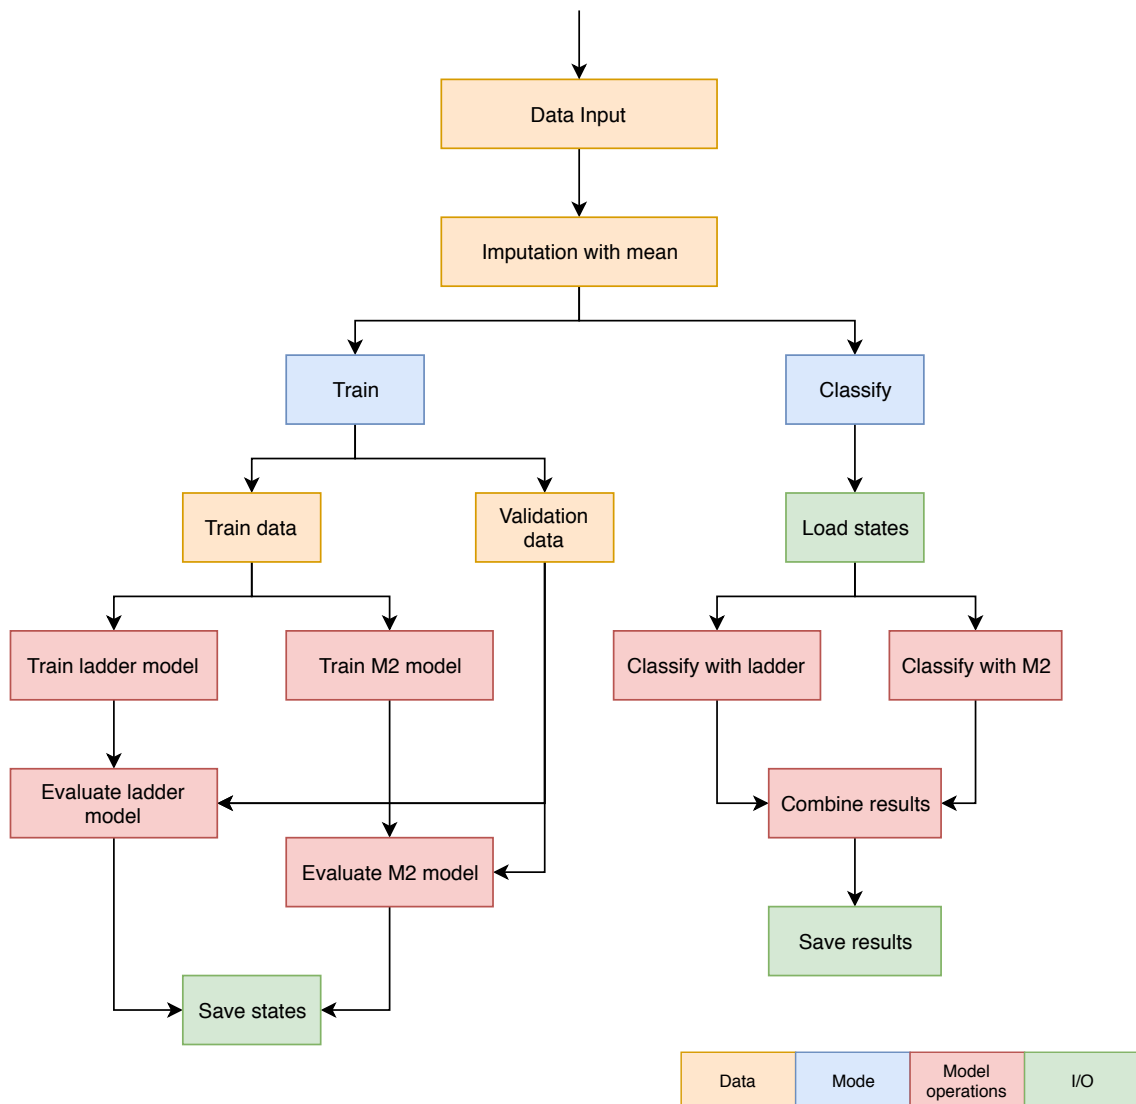 Data Input
Imputation with mean
Train
Classify
Train data
Validation
data
Load states
Train ladder model
Train M2 model
Classify with ladder
Classify with M2
Evaluate ladder
model
Combine results
Evaluate M2 model
Save results
Save states
Data
Mode
Model
operations
I/O